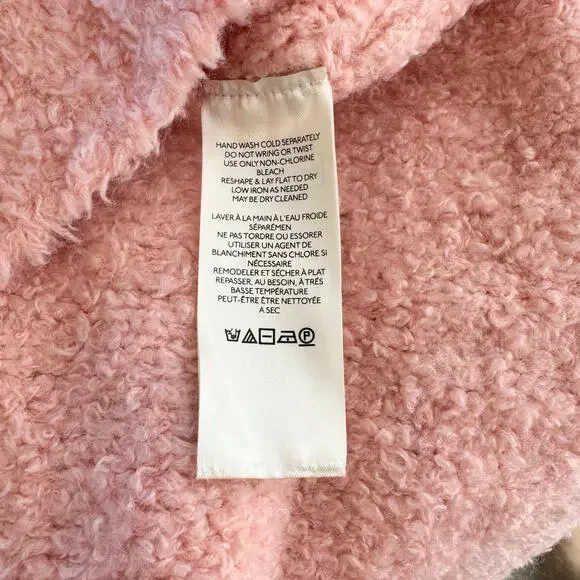 HAND WASH COLD SEPARATELY
DO NOT WRING OR TWIST
USE ONLY NON-CHLORINE
BLEACH
RESHAPE & LAY FLAT TO DRY
LOW IRON AS NEEDED
MAY BE DRY CLEANED
LAVER À LA MAIN À L'EAU FROIDE
SÉPARÉMEN
NE PAS TORDRE OU ESSORER
UTILISER UN AGENT DE
BLANCHIMENT SANS CHLORE SI
NÉCESSAIRE
REMODELER ET SÉCHER À PLAT
REPASSER, AU BESOIN, À TRÉS
BASSE TEMPÉRATURE
PEUT-ÊTRE ÊTRE NETTOYÉE
A SEC
P